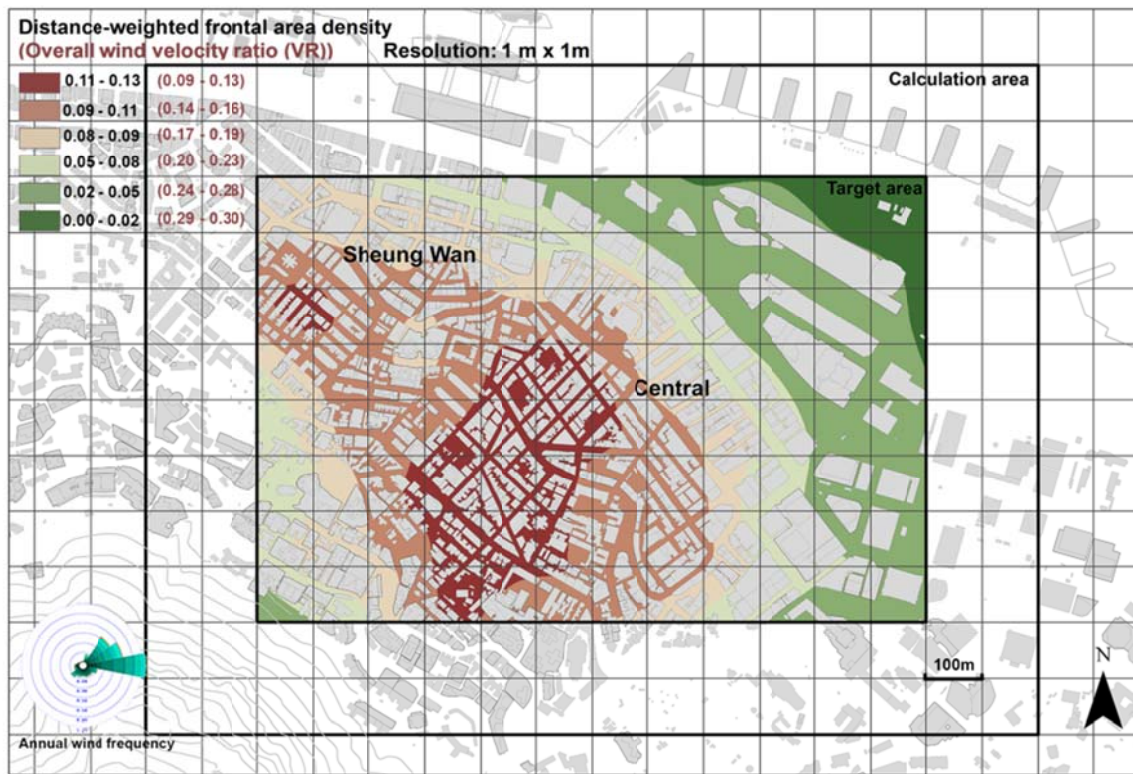 Distance-weighted frontal area density
(Overall wind velocity ratio (VR)) Resolution: 1 m x 1m
0.11 - 0.13 (0.09 - 0.13)
0.09 - 0.11 (0.14 - 0.16)
0.08 - 0.09 (0.17 - 0.19)
0.05 - 0.08 (0.20 - 0.23)
0.02 - 0.05 (0.24 - 0.28)
0.00 - 0.02 (0.29 - 0.30)
Calculation area
Target area
Sheung Wan
Central
100m
N
Annual wind frequency